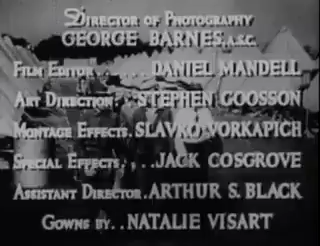 DIRECTOR OF PHOTOGRAPHY
GEORGE BARNES, A.S.C.
FILM EDITOR. . . . . . DANIEL MANDELL
ART DIRECTION. . STEPHEN GOOSSON
MONTAGE EFFECTS. SLAVKO VORKAPICH
SPECIAL EFFECTS. . . . JACK COSGROVE
ASSISTANT DIRECTOR. ARTHUR S. BLACK
GOWNS BY. . NATALIE VISART